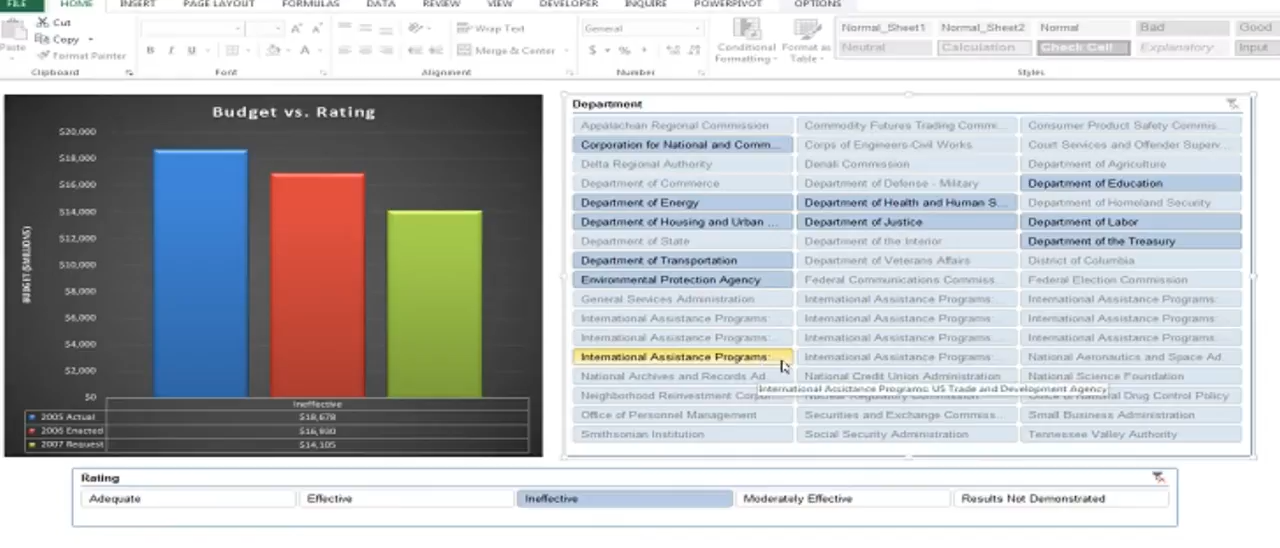 FILE HOME INSERT PAGE LAYOUT FORMULAS DATA REVIEW VIEW DEVELOPER INQUIRE POWERPIVOT OPTIONS
Cut
Copy
Paste
Format Painter
Clipboard
B I U
Font
Wrap Text
Merge & Center
Alignment
General
$ % ,
Number
Conditional Formatting
Format as Table
Normal_Sheet1 Normal_Sheet2 Normal Bad Good
Neutral Calculation Check Cell Explanatory ... Input
Styles
Budget vs. Rating
BUDGET ($MILLIONS)
$20,000
$18,000
$16,000
$14,000
$12,000
$10,000
$8,000
$6,000
$4,000
$2,000
$0
Ineffective
2005 Actual $18,678
2006 Enacted $16,930
2007 Request $14,105
Department
Appalachian Regional Commission Commodity Futures Trading Commi... Consumer Product Safety Commis...
Corporation for National and Comm... Corps of Engineers-Civil Works Court Services and Offender Superv...
Delta Regional Authority Denali Commission Department of Agriculture
Department of Commerce Department of Defense - Military Department of Education
Department of Energy Department of Health and Human S... Department of Homeland Security
Department of Housing and Urban ... Department of Justice Department of Labor
Department of State Department of the Interior Department of the Treasury
Department of Transportation Department of Veterans Affairs District of Columbia
Environmental Protection Agency Federal Communications Commiss... Federal Election Commission
General Services Administration International Assistance Programs: International Assistance Programs:
International Assistance Programs: International Assistance Programs: International Assistance Programs:
International Assistance Programs: International Assistance Programs: International Assistance Programs:
International Assistance Programs: International Assistance Programs: National Aeronautics and Space Ad
National Archives and Records Ad National Credit Union Administration National Science Foundation
International Assistance Programs: US Trade and Development Agency
Neighborhood Reinvestment Corpor... Nuclear Regulatory Commission Office of National Drug Control Policy
Office of Personnel Management Securities and Exchange Commiss... Small Business Administration
Smithsonian Institution Social Security Administration Tennessee Valley Authority
Rating
Adequate Effective Ineffective Moderately Effective Results Not Demonstrated